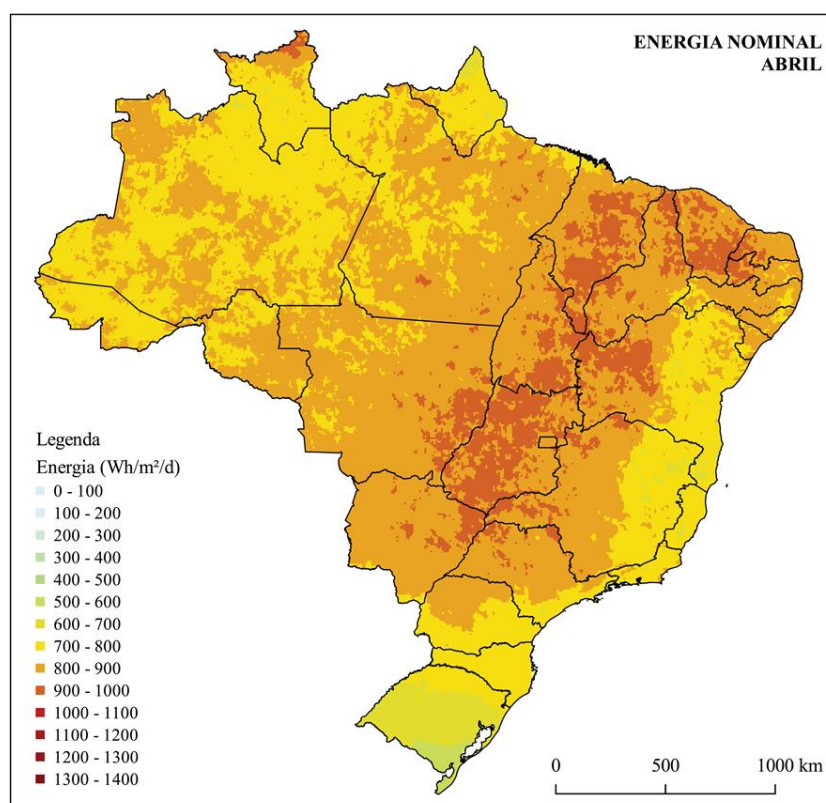 ENERGIA NOMINAL
ABRIL
Legenda
Energia (Wh/m²/d)
0 - 100
100 - 200
200 - 300
300 - 400
400 - 500
500 - 600
600 - 700
700 - 800
800 - 900
900 - 1000
1000 - 1100
1100 - 1200
1200 - 1300
1300 - 1400
0 500 1000 km